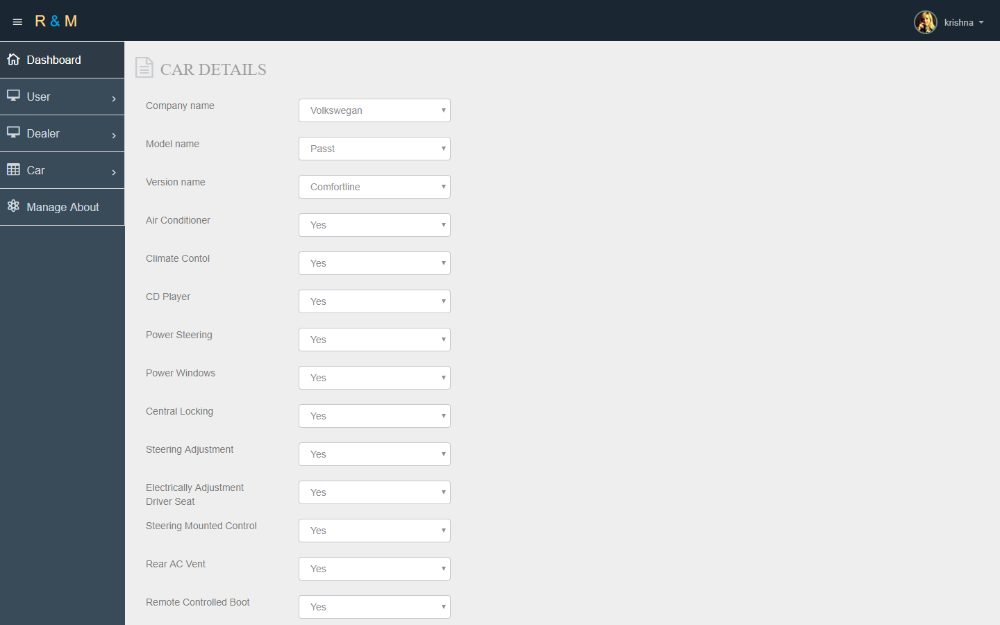 R & M
krishna
Dashboard
User
Dealer
Car
Manage About
CAR DETAILS
Company name Volkswegan
Model name Passt
Version name Comfortline
Air Conditioner Yes
Climate Contol Yes
CD Player Yes
Power Steering Yes
Power Windows Yes
Central Locking Yes
Steering Adjustment Yes
Electrically Adjustment Yes
Driver Seat
Steering Mounted Control Yes
Rear AC Vent Yes
Remote Controlled Boot Yes